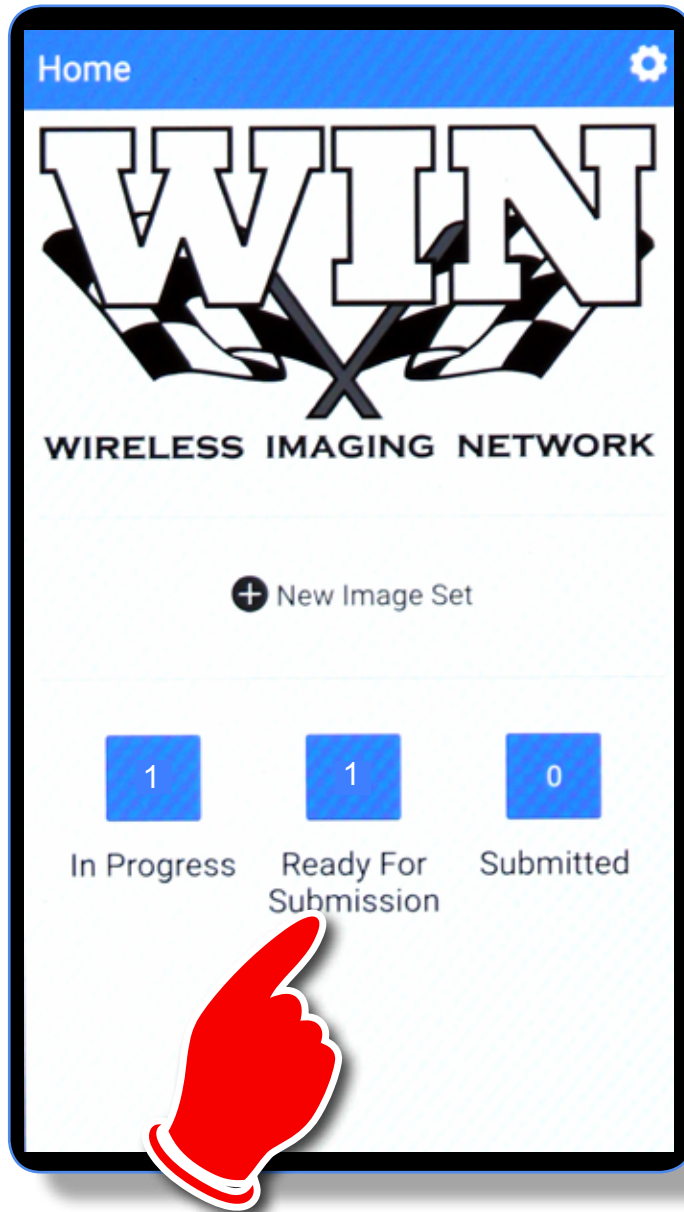 Home
WIN
WIRELESS IMAGING NETWORK
New Image Set
1 1 0
In Progress Ready For Submitted
Submission